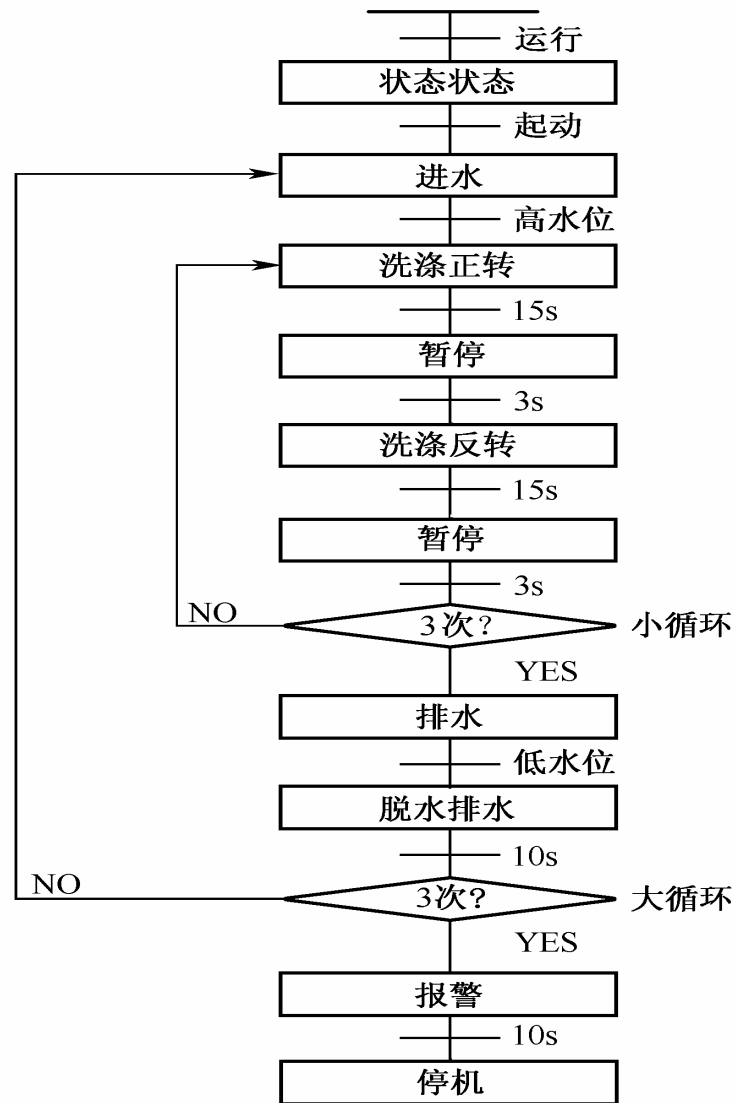 运行
状态状态
起动
进水
高水位
洗涤正转
15s
暂停
3s
洗涤反转
15s
暂停
3s
NO
3次?
小循环
YES
排水
低水位
脱水排水
10s
NO
3次?
大循环
YES
报警
10s
停机